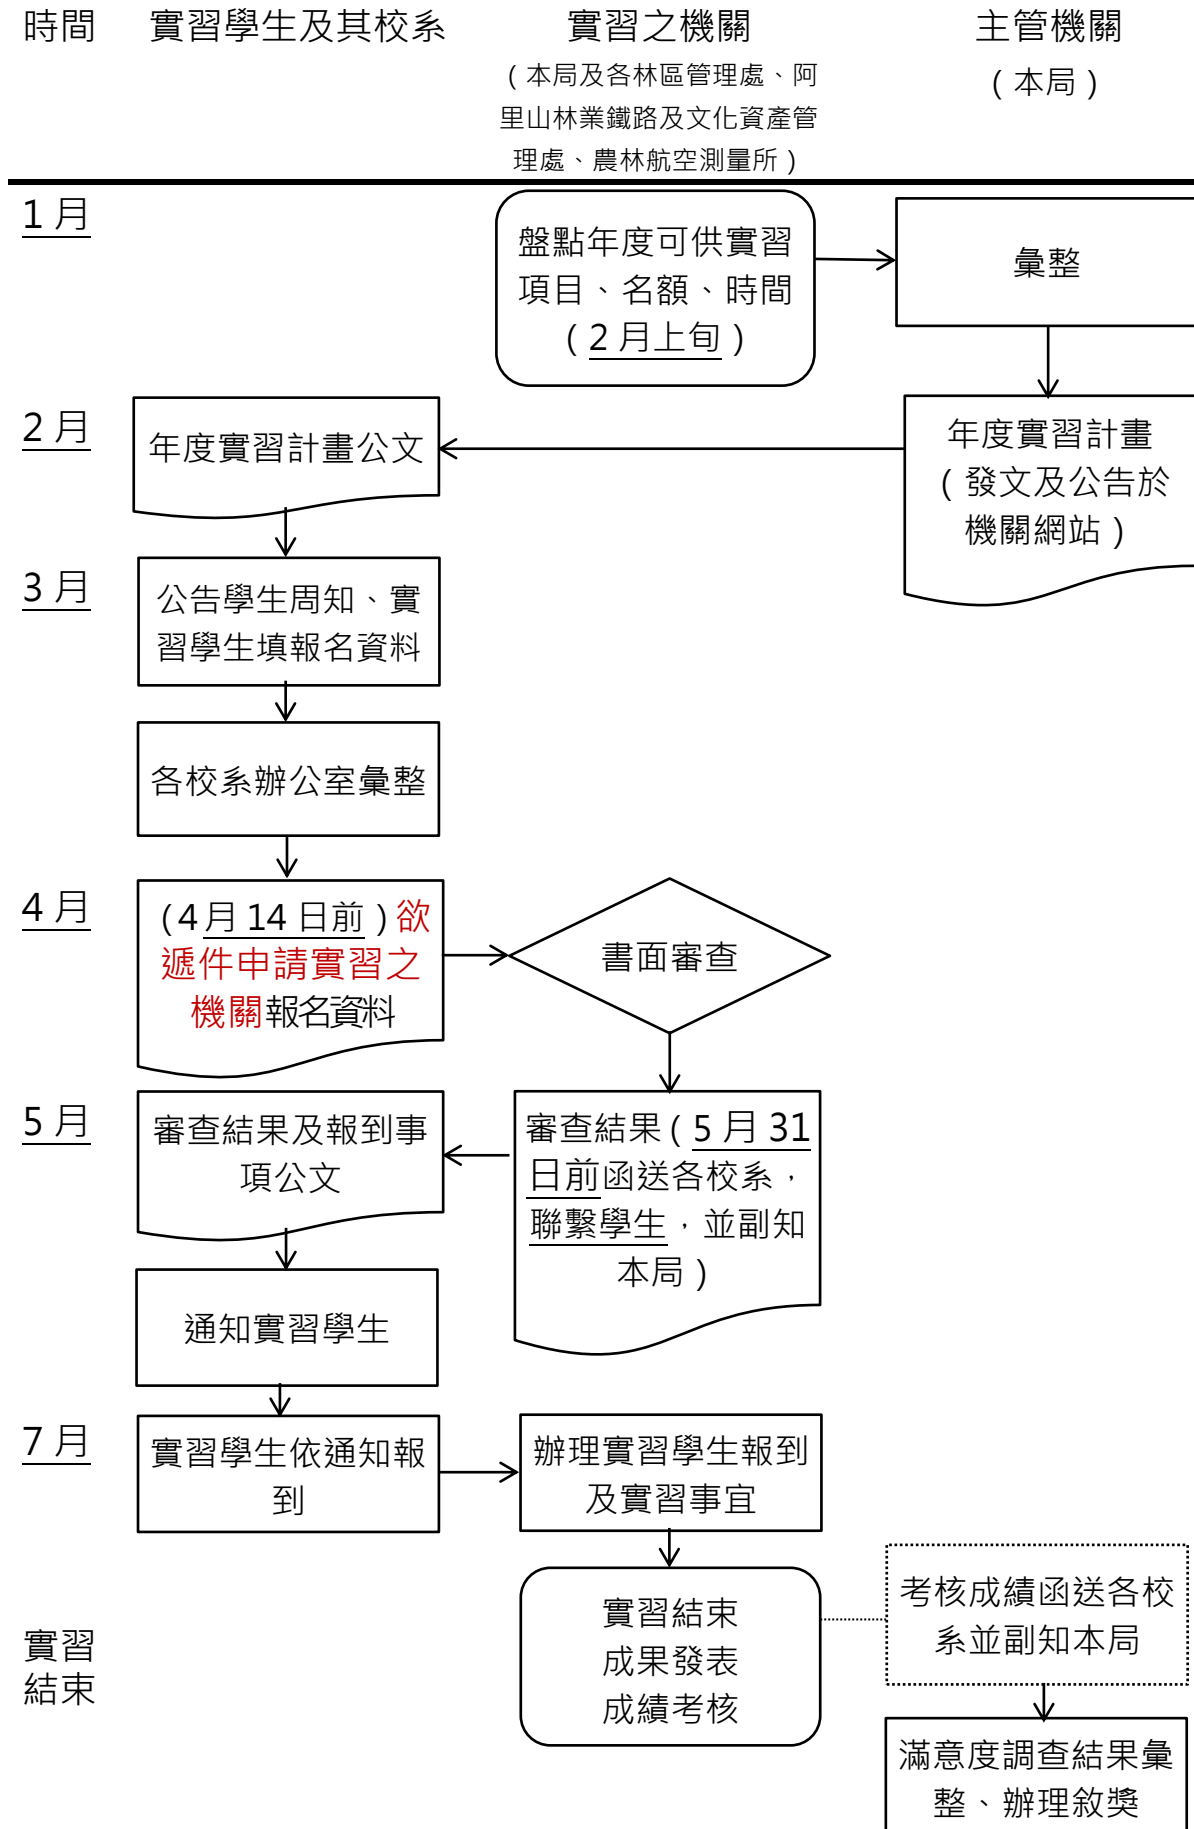 時間
實習學生及其校系
實習之機關
（本局及各林區管理處、阿
里山林業鐵路及文化資產管
理處、農林航空測量所）
主管機關
（本局）
1 月
盤點年度可供實習
項目、名額、時間
（2 月上旬）
彙整
2 月
年度實習計畫公文
年度實習計畫
（發文及公告於
機關網站）
3 月
公告學生周知、實
習學生填報名資料
各校系辦公室彙整
4 月
(4 月 14 日前)欲
遞件申請實習之
機關報名資料
書面審查
5 月
審查結果及報到事
項公文
審查結果（5 月 31
日前函送各校系，
聯繫學生，並副知
本局）
通知實習學生
7 月
實習學生依通知報
到
辦理實習學生報到
及實習事宜
實習
結束
實習結束
成果發表
成績考核
考核成績函送各校
系並副知本局
滿意度調查結果彙
整、辦理敘獎